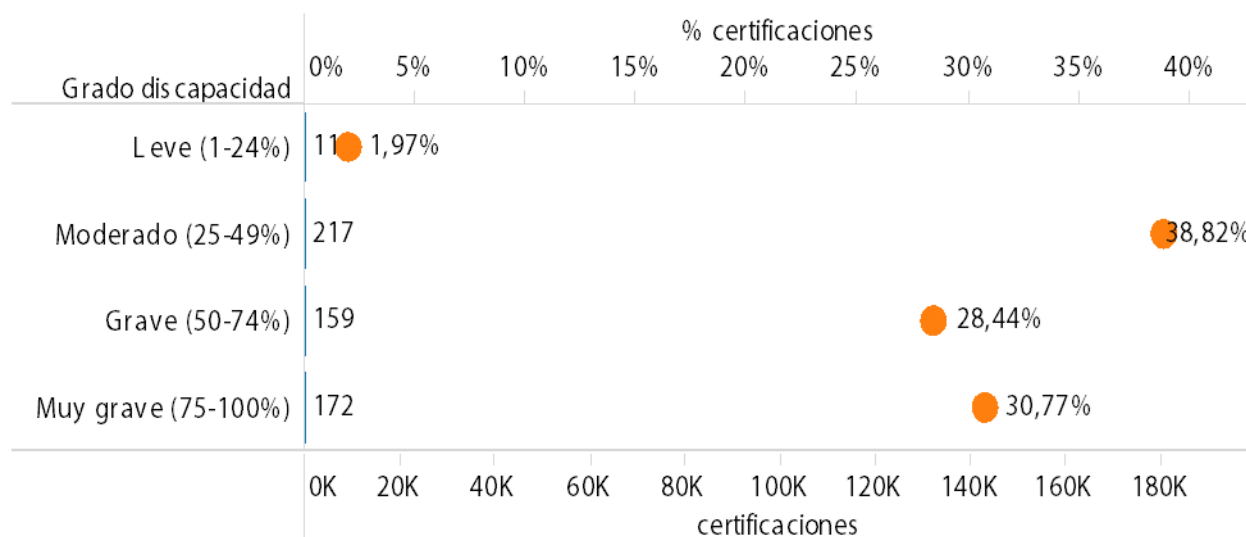 % certificaciones
0% 5% 10% 15% 20% 25% 30% 35% 40%
Grado discapacidad
Leve (1-24%) 11 1,97%
Moderado (25-49%) 217 38,82%
Grave (50-74%) 159 28,44%
Muy grave (75-100%) 172 30,77%
0K 20K 40K 60K 80K 100K 120K 140K 160K 180K
certificaciones